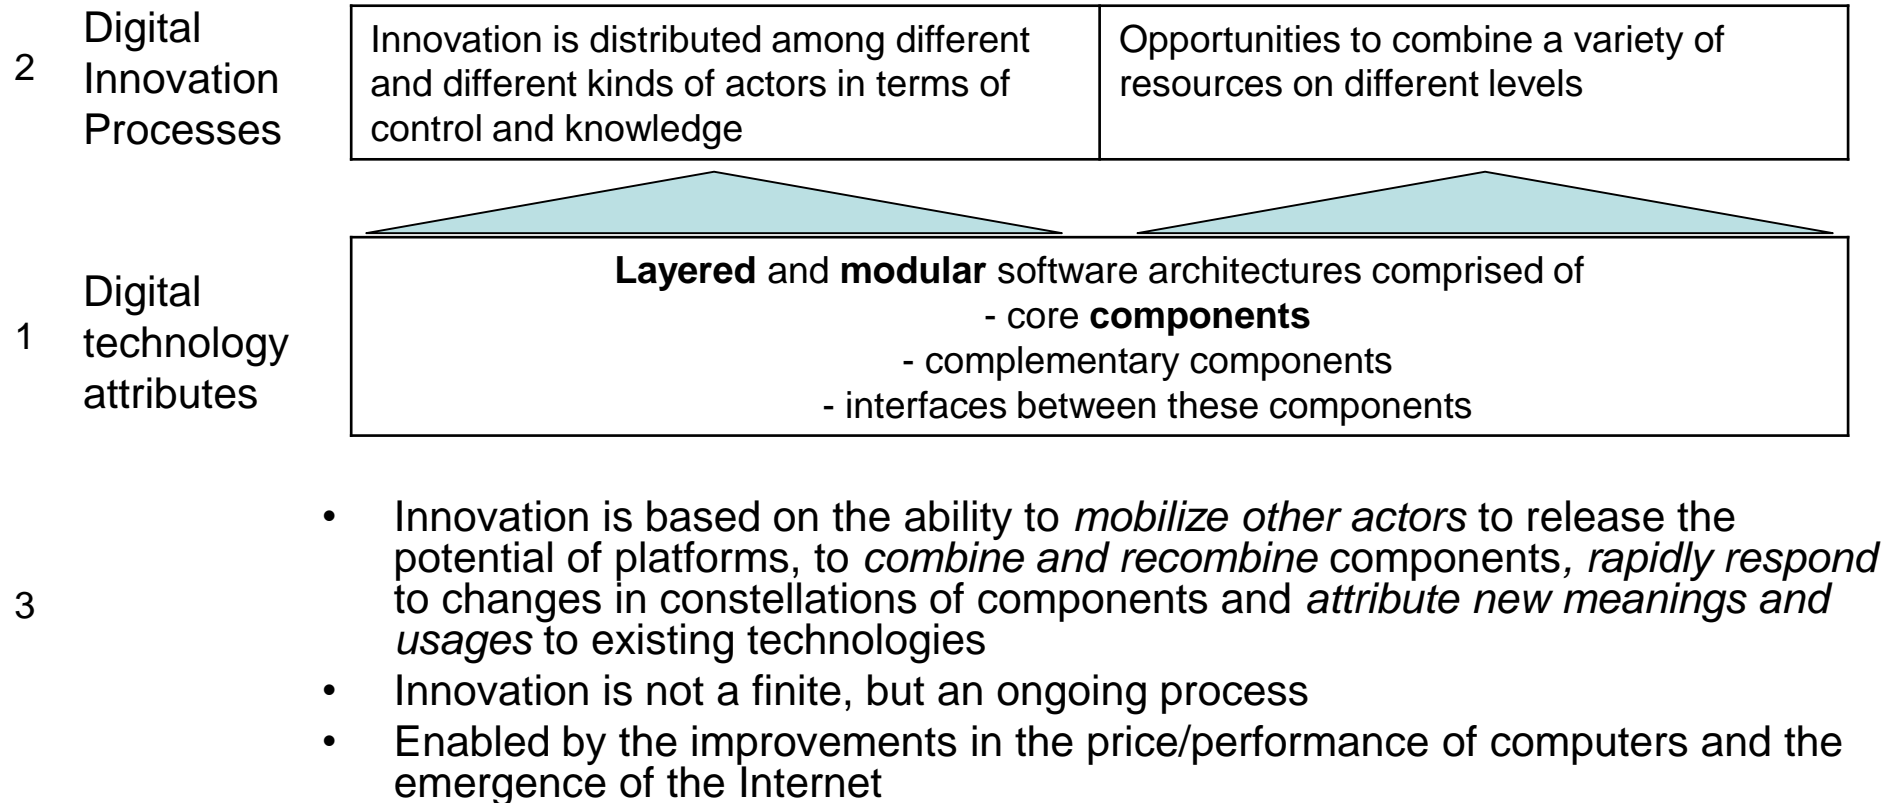 2
Digital
Innovation
Processes
Innovation is distributed among different
and different kinds of actors in terms of
control and knowledge
Opportunities to combine a variety of
resources on different levels
1
Digital
technology
attributes
Layered and modular software architectures comprised of
- core components
- complementary components
- interfaces between these components
3
• Innovation is based on the ability to mobilize other actors to release the
potential of platforms, to combine and recombine components, rapidly respond
to changes in constellations of components and attribute new meanings and
usages to existing technologies
• Innovation is not a finite, but an ongoing process
• Enabled by the improvements in the price/performance of computers and the
emergence of the Internet